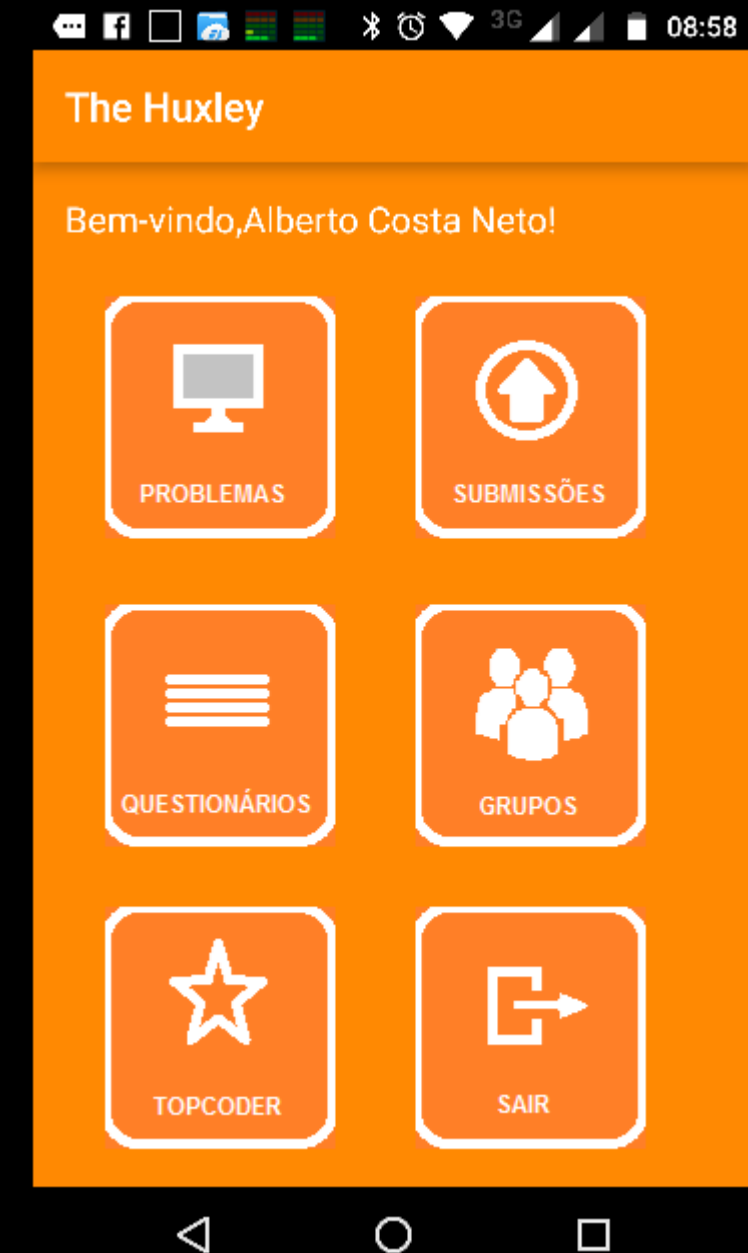 3G 08:58
The Huxley
Bem-vindo,Alberto Costa Neto!
PROBLEMAS SUBMISSÕES
QUESTIONÁRIOS GRUPOS
TOPCODER SAIR